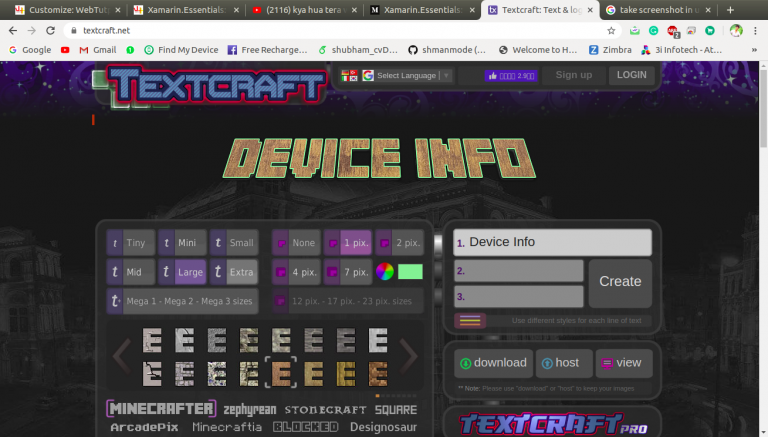 Customize: WebTut
Xamarin.Essentials:
(2116) kya hua tera
Xamarin.Essentials:
Textcraft: Text & log
take screenshot in u
textcraft.net
Google
Gmail
Find My Device
Free Recharge...
shubham_cvD...
shmanmode (...
Welcome to H...
Zimbra
3i Infotech - At...
TEXTCRAFT
Select Language
2.9
Sign up
LOGIN
DEVICE INFO
Tiny
Mini
Small
None
1 pix.
2 pix.
Mid
Large
Extra
4 pix.
7 pix.
Mega 1 - Mega 2 - Mega 3 sizes
12 pix. - 17 pix. - 23 pix. sizes
1. Device Info
2.
3.
Create
Use different styles for each line of text
E E E E E E E E
E E E E E E E E
download
host
view
** Note: Please use "download" or "host" to keep your images
MINECRAFTER
zephyrean
STONECRAFT
SQUARE
ArcadePix
Minecraftia
BLOCKED
Designosaur
TEXTCRAFT PRO